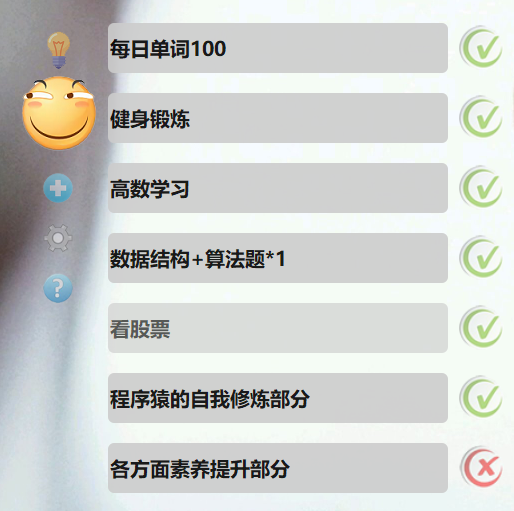 每日单词100
健身锻炼
高数学习
数据结构+算法题*1
看股票
程序猿的自我修炼部分
各方面素养提升部分